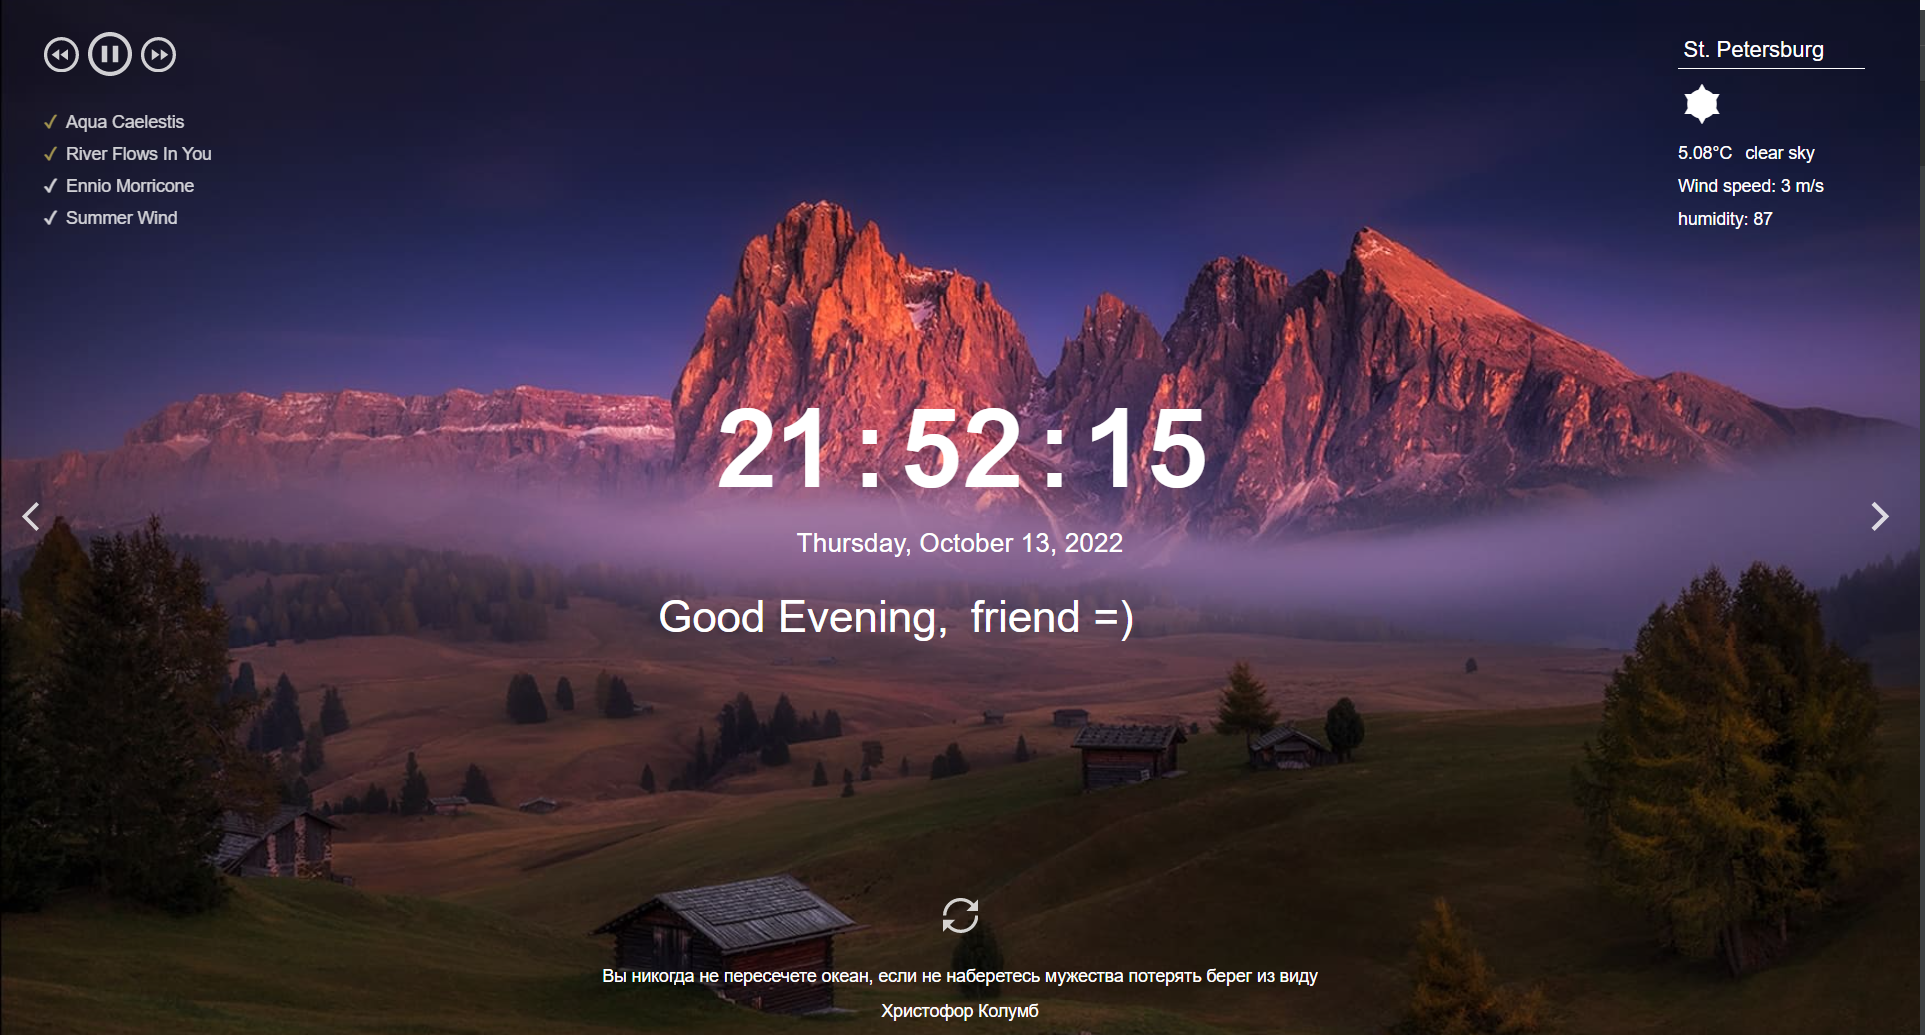 Aqua Caelestis
River Flows In You
Ennio Morricone
Summer Wind
St. Petersburg
5.08°C clear sky
Wind speed: 3 m/s
humidity: 87
21:52:15
Thursday, October 13, 2022
Good Evening, friend =)
Вы никогда не пересечете океан, если не наберетесь мужества потерять берег из виду
Христофор Колумб